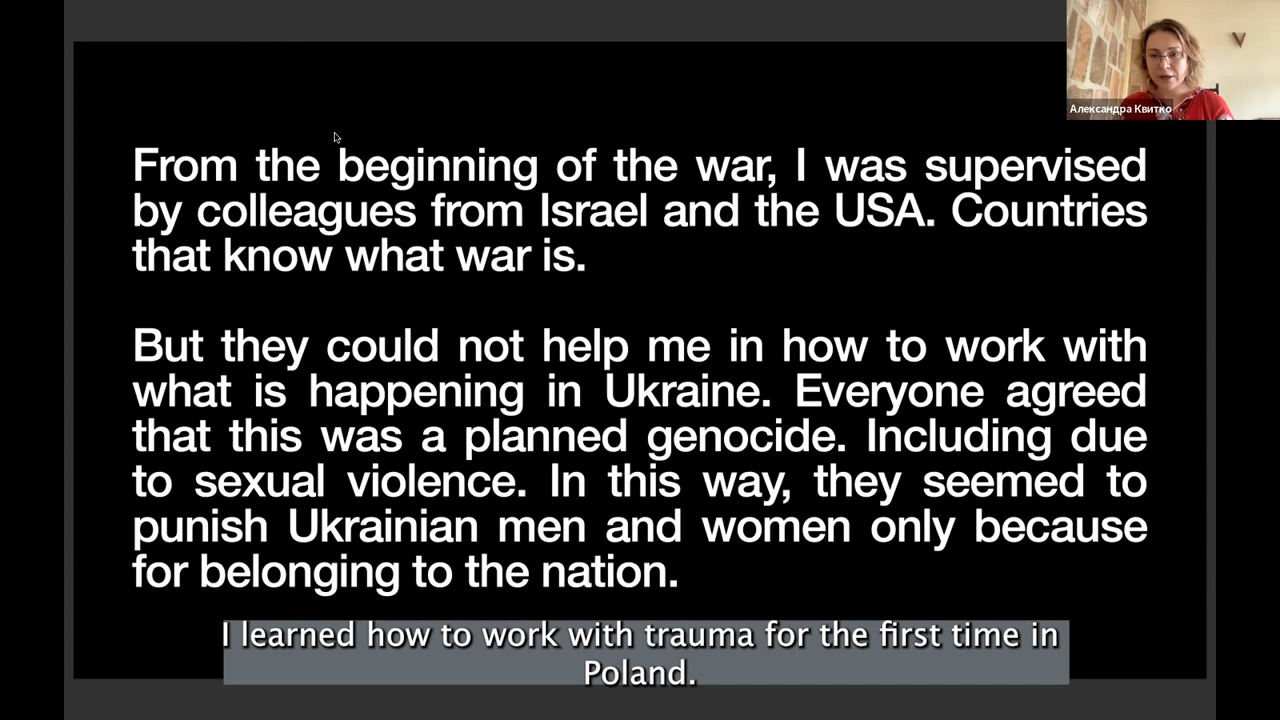 Александра Квитко
From the beginning of the war, I was supervised
by colleagues from Israel and the USA. Countries
that know what war is.
But they could not help me in how to work with
what is happening in Ukraine. Everyone agreed
that this was a planned genocide. Including due
to sexual violence. In this way, they seemed to
punish Ukrainian men and women only because
for belonging to the nation.
I learned how to work with trauma for the first time in
Poland.